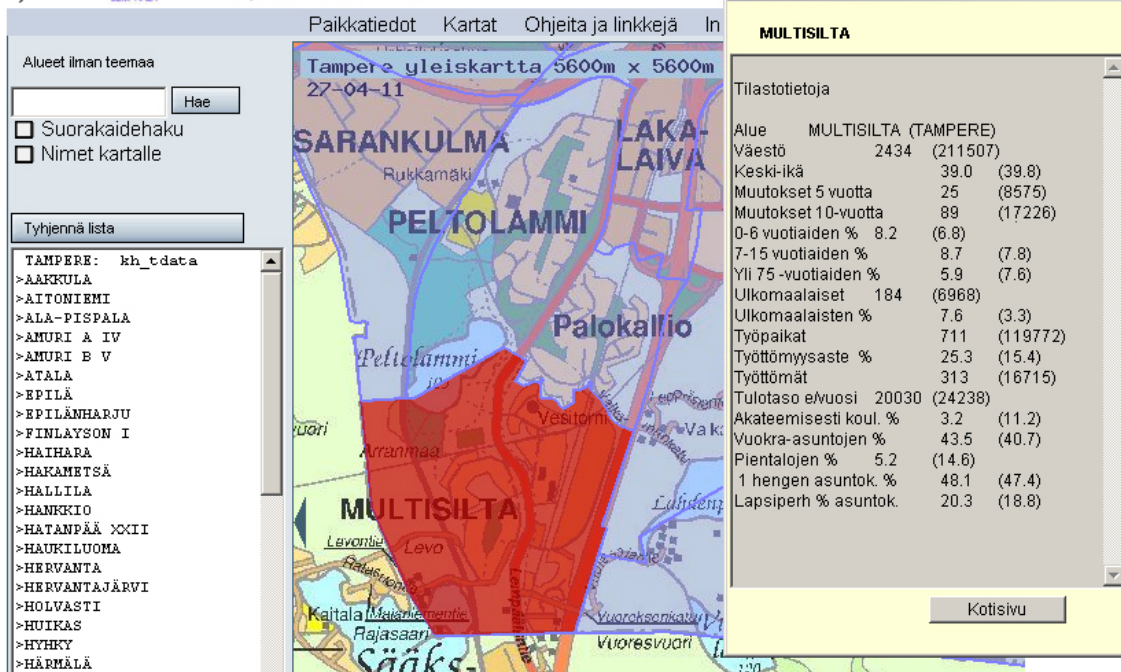 Paikkatiedot Kartat Ohjeita ja linkkejä In
Alueet ilman teemaa
Hae
Suorakaidehaku
Nimet kartalle
Tyhjennä lista
TAMPERE: kh_tdata
>AAKKULA
>AITONIEMI
>ALA-PISPALA
>AMURI A IV
>AMURI B V
>ATALA
>EPILÄ
>EPILÄNHARJU
>FINLAYSON I
>HAIHARA
>HAKAMETSÄ
>HALLILA
>HANKKIO
>HATANPÄÄ XXII
>HAUKILUOMA
>HERVANTA
>HERVANTAJÄRVI
>HOLVASTI
>HUIKAS
>HYHKY
>HÄRMÄLÄ
Tampere yleiskartta 5600m x 5600m
27-04-11
SARANKULMA
LAKA-
LAIVA
Rukkamäki
PELTOLAMMI
Palokallio
Peltolammi
Vesitorni
Arranmaa
MULTISILTA
Levontie
Levo
Lempääläntie
Kaitala
Rajasaari
Sääks-
Vuoreksenkatu
Vuoresvuori
MULTISILTA
Tilastotietoja
Alue MULTISILTA (TAMPERE)
Väestö 2434 (211507)
Keski-ikä 39.0 (39.8)
Muutokset 5 vuotta 25 (8575)
Muutokset 10-vuotta 89 (17226)
0-6 vuotiaiden % 8.2 (6.8)
7-15 vuotiaiden % 8.7 (7.8)
Yli 75 -vuotiaiden % 5.9 (7.6)
Ulkomaalaiset 184 (6968)
Ulkomaalaisten % 7.6 (3.3)
Työpaikat 711 (119772)
Työttömyysaste % 25.3 (15.4)
Työttömät 313 (16715)
Tulotaso e/vuosi 20030 (24238)
Akateemisesti koul. % 3.2 (11.2)
Vuokra-asuntojen % 43.5 (40.7)
Pientalojen % 5.2 (14.6)
1 hengen asuntok. % 48.1 (47.4)
Lapsiperh % asuntok. 20.3 (18.8)
Kotisivu